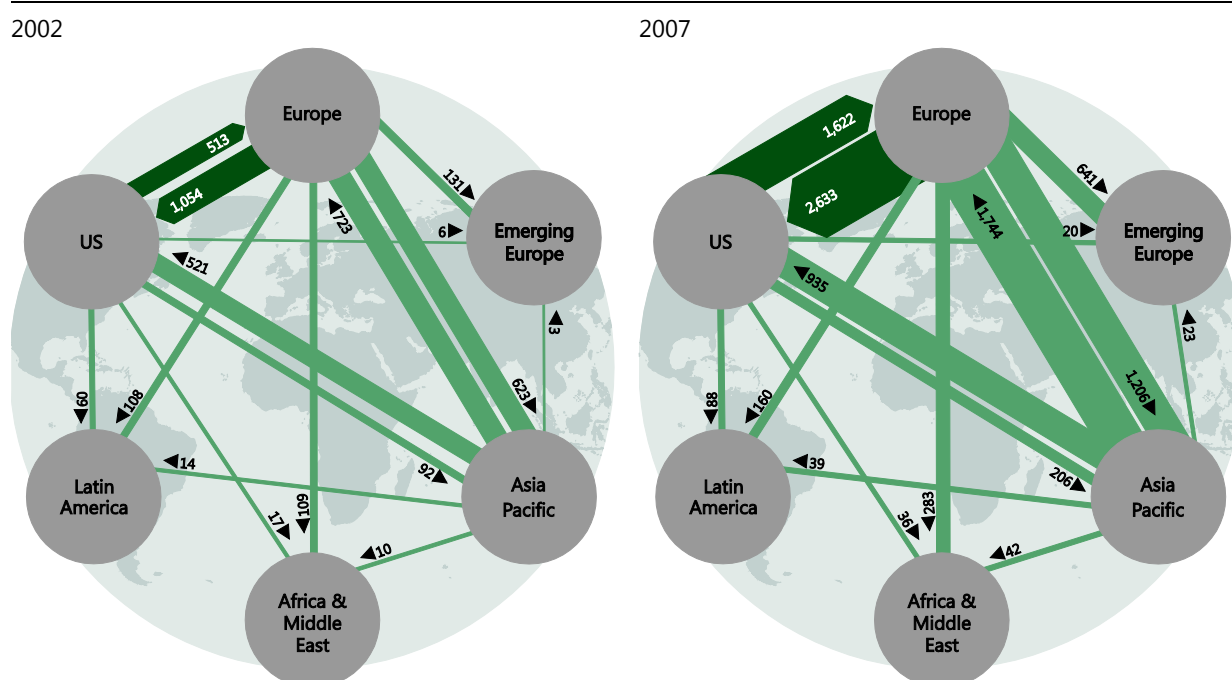 2002
2007
Europe
513
1,054
131
6
US
Emerging
Europe
723
521
3
623
60
108
14
92
Latin
America
Asia
Pacific
17
109
10
Africa &
Middle
East
Europe
1,622
2,633
641
20
US
Emerging
Europe
1,744
935
23
1,206
88
160
39
206
Latin
America
Asia
Pacific
36
283
42
Africa &
Middle
East